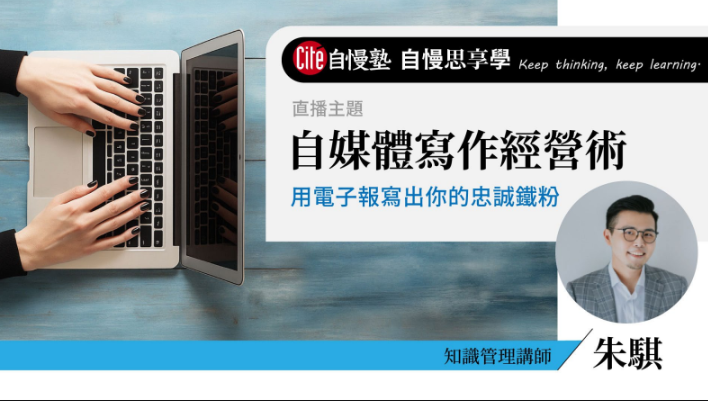 Cité 自慢塾 自慢思享學 Keep thinking, keep learning.
直播主題
自媒體寫作經營術
用電子報寫出你的忠誠鐵粉
知識管理講師 朱騏